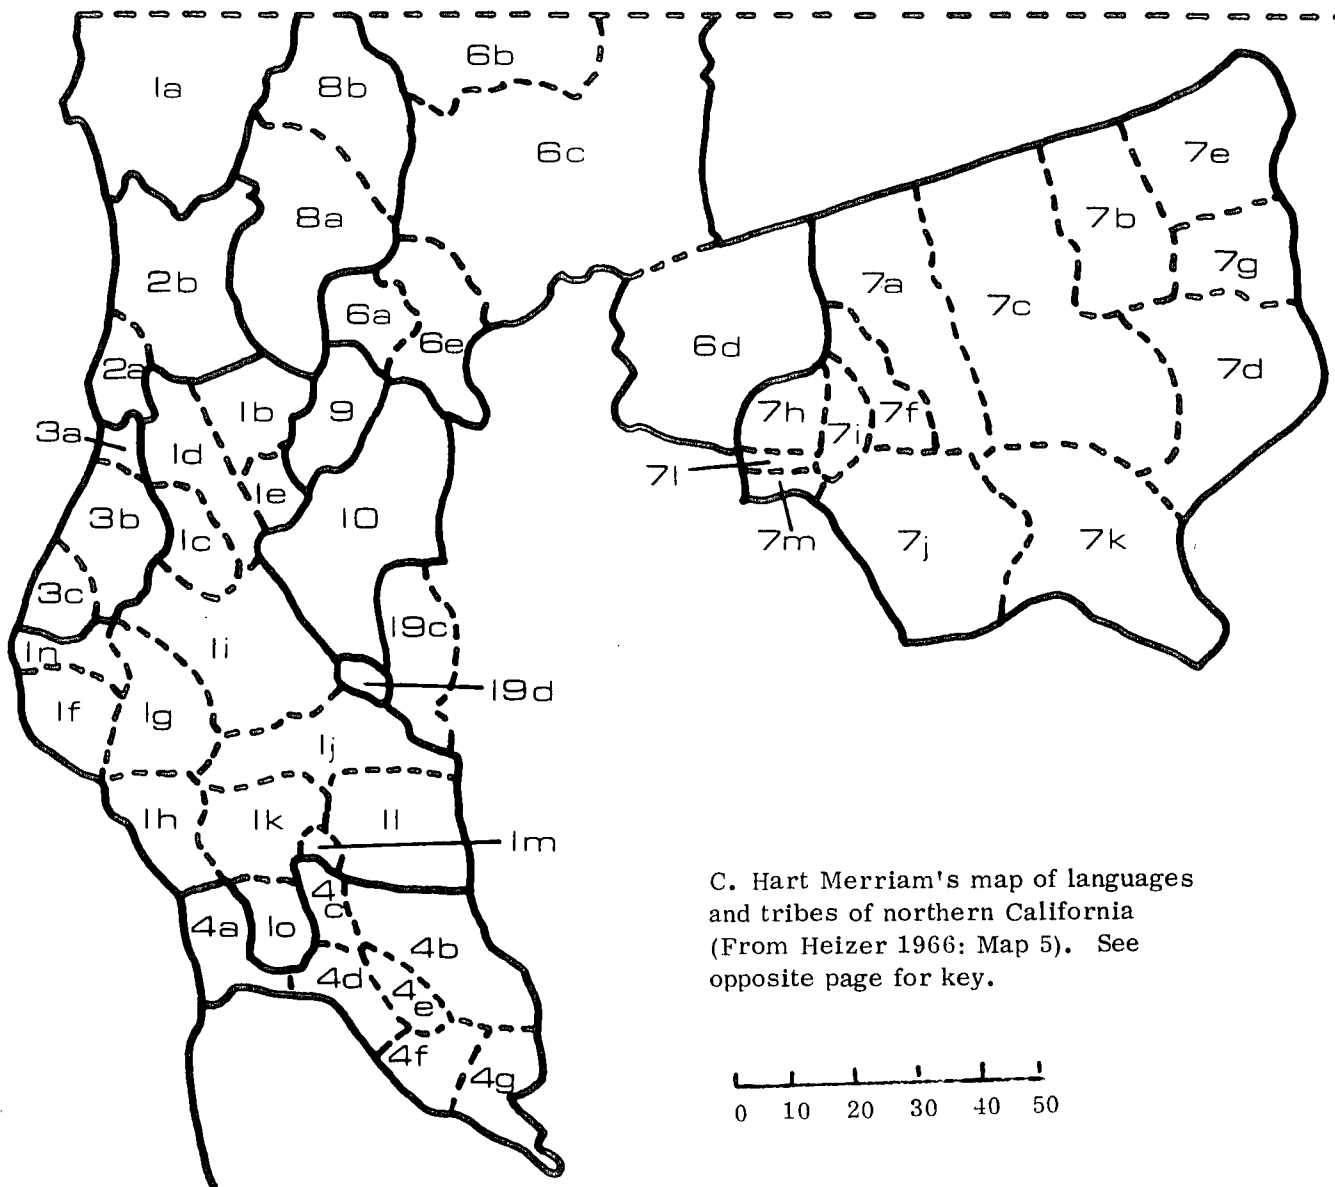 6b
1a
8b
6c
7e
7b
8a
7g
2b
7a
7c
6a
6e
6d
7d
2a
1b
9
7h
7f
7i
3a
1d
7l
1e
3b
10
1c
7m
7j
7k
3c
19c
1n
1i
19d
1f
1g
1j
1h
1k
1l
1m
4c
4a
1o
4b
4d
4e
4f
4g
C. Hart Merriam's map of languages
and tribes of northern California
(From Heizer 1966: Map 5). See
opposite page for key.
0 10 20 30 40 50